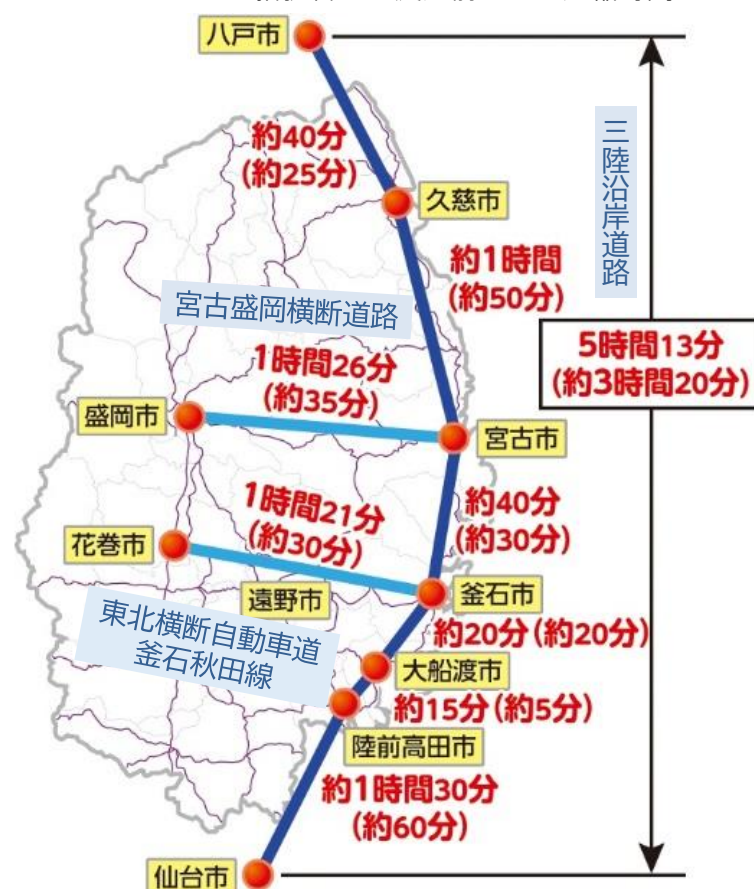 八戸市
約40分
(約25分)
久慈市
三陸沿岸道路
約1時間
(約50分)
宮古盛岡横断道路
1時間26分
(約35分)
5時間13分
(約3時間20分)
盛岡市
宮古市
1時間21分
(約30分)
約40分
(約30分)
花巻市
遠野市
釜石市
東北横断自動車道
釜石秋田線
約20分(約20分)
大船渡市
約15分(約5分)
陸前高田市
約1時間30分
(約60分)
仙台市